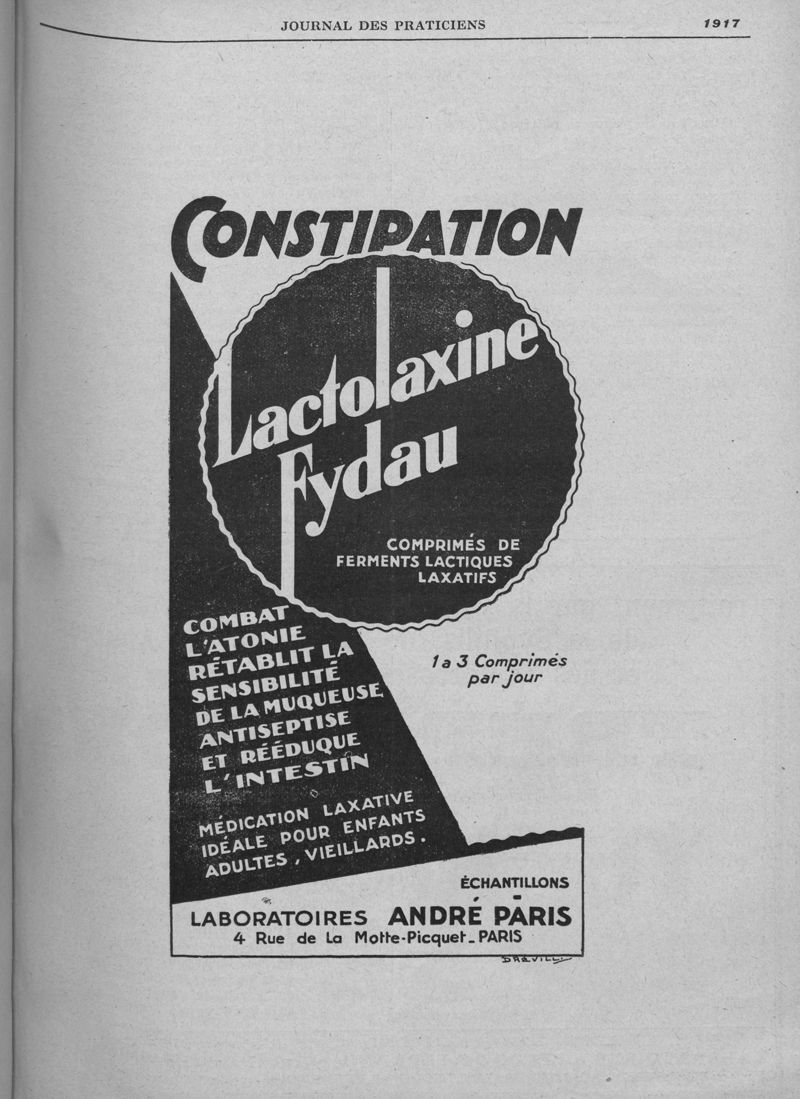 JOURNAL DES PRATICIENS 1917
CONSTIPATION
Lactolaxine
Fydau
COMPRIMÉS DE
FERMENTS LACTIQUES
LAXATIFS
COMBAT
L'ATONIE
RÉTABLIT LA
SENSIBILITÉ
DE LA MUQUEUSE
ANTISEPTISE
ET RÉÉDUQUE
L'INTESTIN
1 a 3 Comprimés
par jour
MÉDICATION LAXATIVE
IDÉALE POUR ENFANTS
ADULTES, VIEILLARDS.
ÉCHANTILLONS
LABORATOIRES ANDRÉ PARIS
4 Rue de La Motte-Picquet_PARIS